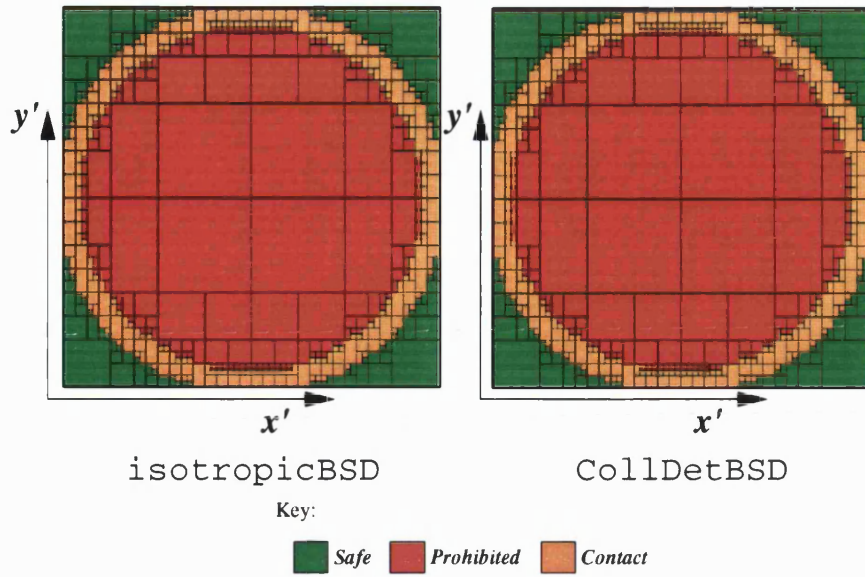 y' y'
x' x'
isotropicBSD CollDetBSD
Key:
Safe Prohibited Contact